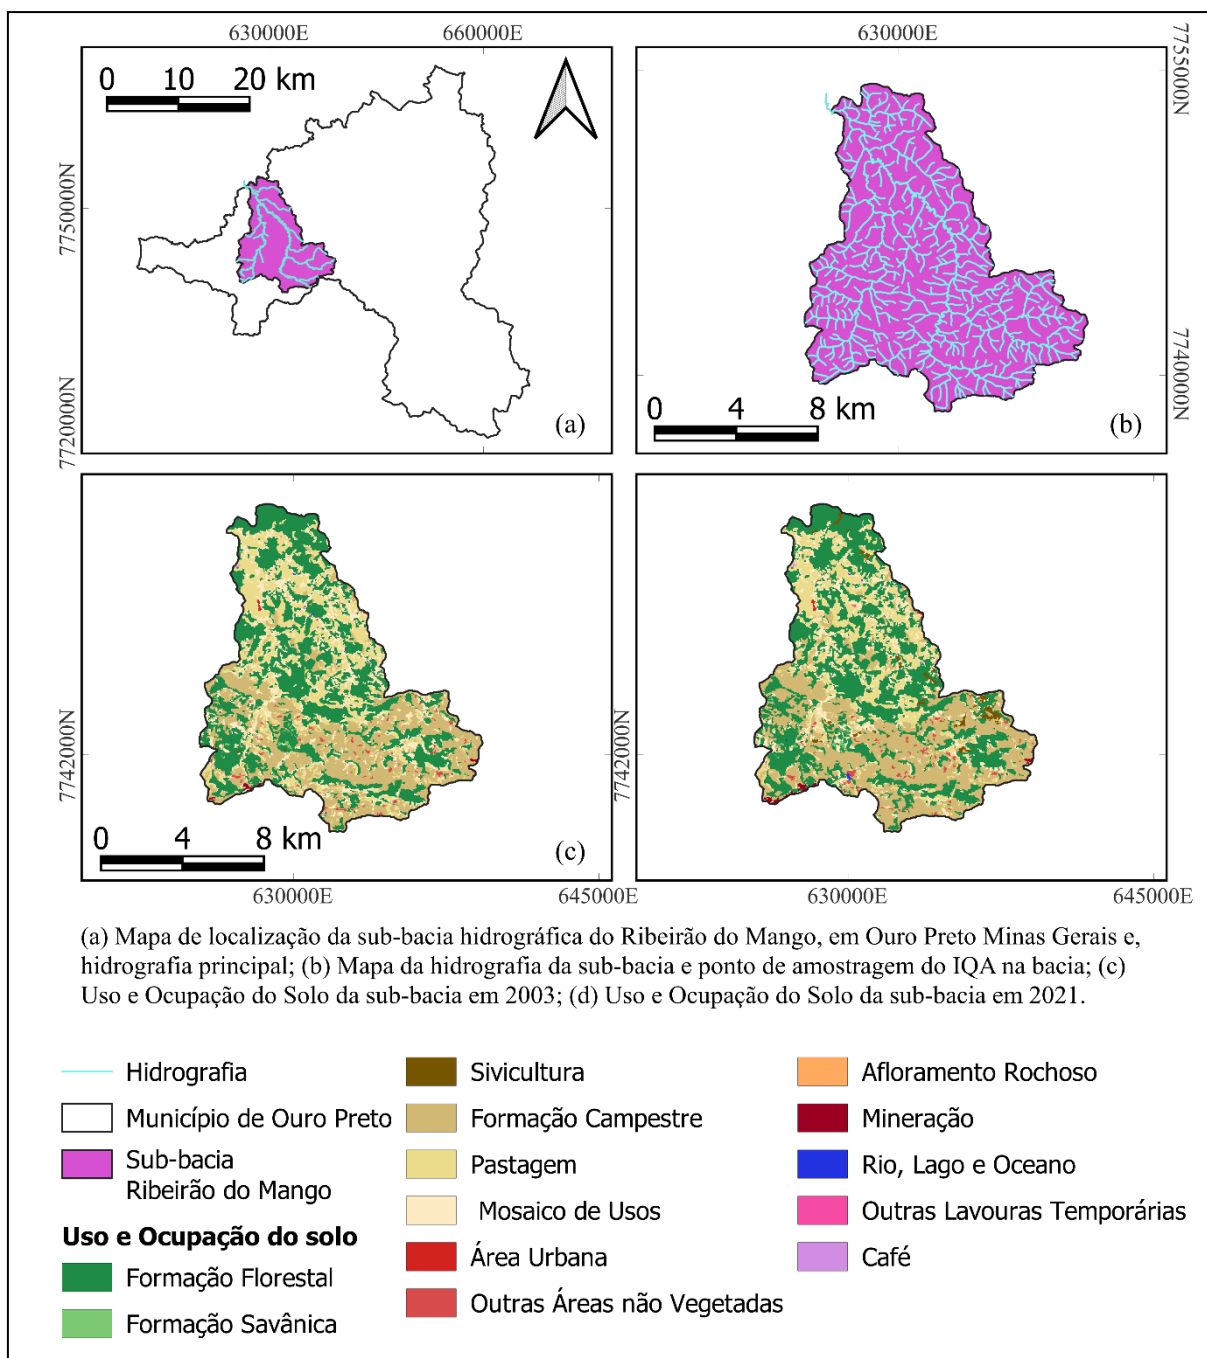 630000E 660000E
0 10 20 km
7750000N
7720000N
(a)
630000E
7755000N
7740000N
0 4 8 km
(b)
7742000N
0 4 8 km
(c)
630000E 645000E
7742000N
630000E 645000E
(a) Mapa de localização da sub-bacia hidrográfica do Ribeirão do Mango, em Ouro Preto Minas Gerais e,
hidrografia principal; (b) Mapa da hidrografia da sub-bacia e ponto de amostragem do IQA na bacia; (c)
Uso e Ocupação do Solo da sub-bacia em 2003; (d) Uso e Ocupação do Solo da sub-bacia em 2021.
Hidrografia
Município de Ouro Preto
Sub-bacia
Ribeirão do Mango
Uso e Ocupação do solo
Formação Florestal
Formação Savânica
Sivicultura
Formação Campestre
Pastagem
Mosaico de Usos
Área Urbana
Outras Áreas não Vegetadas
Afloramento Rochoso
Mineração
Rio, Lago e Oceano
Outras Lavouras Temporárias
Café